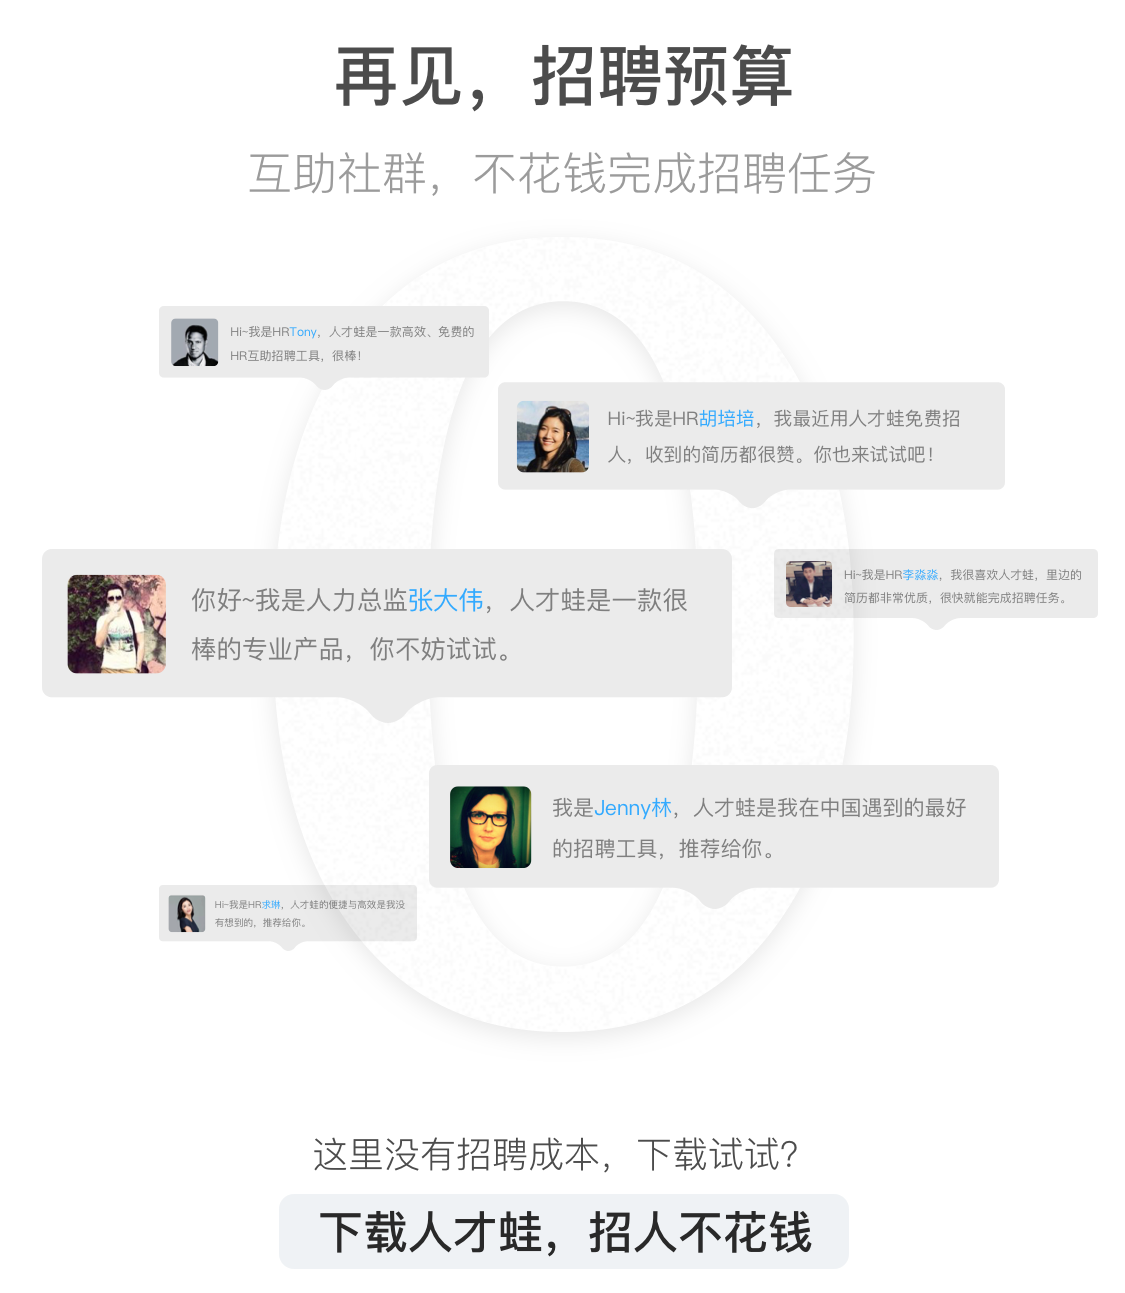 再见，招聘预算
互助社群，不花钱完成招聘任务
Hi~我是HRTony，人才蛙是一款高效、免费的
HR互助招聘工具，很棒！
Hi~我是HR胡培培，我最近用人才蛙免费招
人，收到的简历都很赞。你也来试试吧！
你好~我是人力总监张大伟，人才蛙是一款很
棒的专业产品，你不妨试试。
Hi~我是HR李淼淼，我很喜欢人才蛙，里边的
简历都非常优质，很快就能完成招聘任务。
我是Jenny林，人才蛙是我在中国遇到的最好
的招聘工具，推荐给你。
Hi~我是HR求琳，人才蛙的便捷与高效是我没
有想到的，推荐给你。
这里没有招聘成本，下载试试？
下载人才蛙，招人不花钱